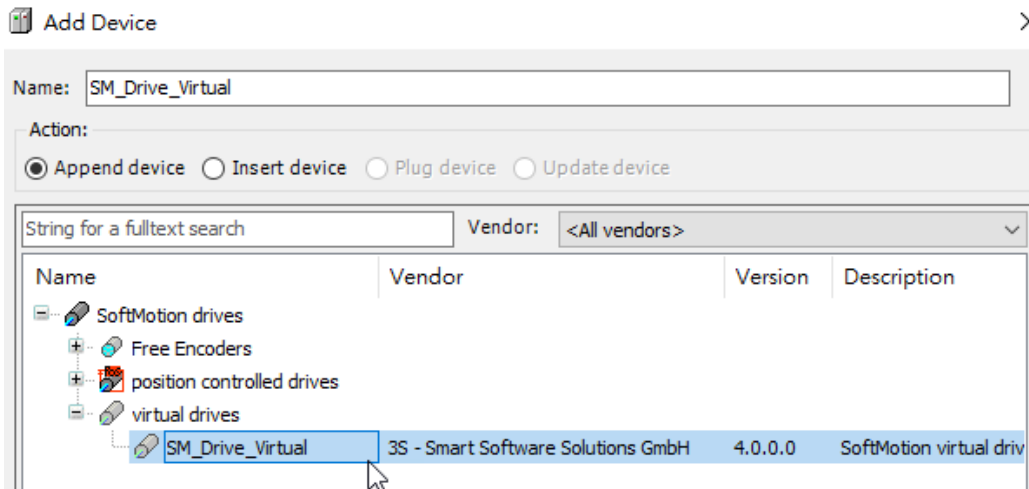 Add Device
Name: SM_Drive_Virtual
Action:
Append device Insert device Plug device Update device
String for a fulltext search Vendor: <All vendors>
Name Vendor Version Description
SoftMotion drives
Free Encoders
position controlled drives
virtual drives
SM_Drive_Virtual 3S - Smart Software Solutions GmbH 4.0.0.0 SoftMotion virtual driv